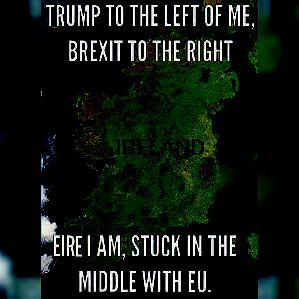 TRUMP TO THE LEFT OF ME,
BREXIT TO THE RIGHT
IRELAND
EIRE I AM, STUCK IN THE
MIDDLE WITH EU.